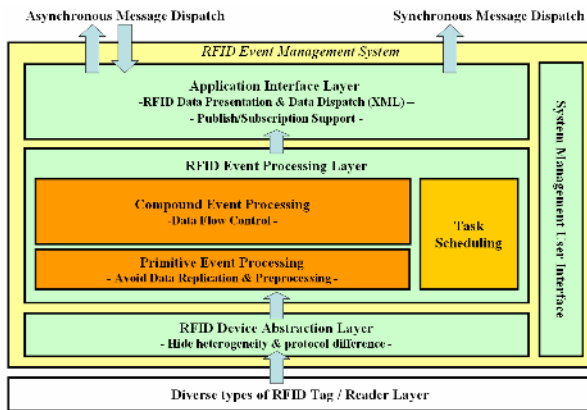 Asynchronous Message Dispatch
Synchronous Message Dispatch
RFID Event Management System
Application Interface Layer
-RFID Data Presentation & Data Dispatch (XML) –
- Publish/Subscription Support -
RFID Event Processing Layer
Compound Event Processing
-Data Flow Control -
Primitive Event Processing
- Avoid Data Replication & Preprocessing -
Task
Scheduling
RFID Device Abstraction Layer
- Hide heterogeneity & protocol difference -
System Management User Interface
Diverse types of RFID Tag / Reader Layer